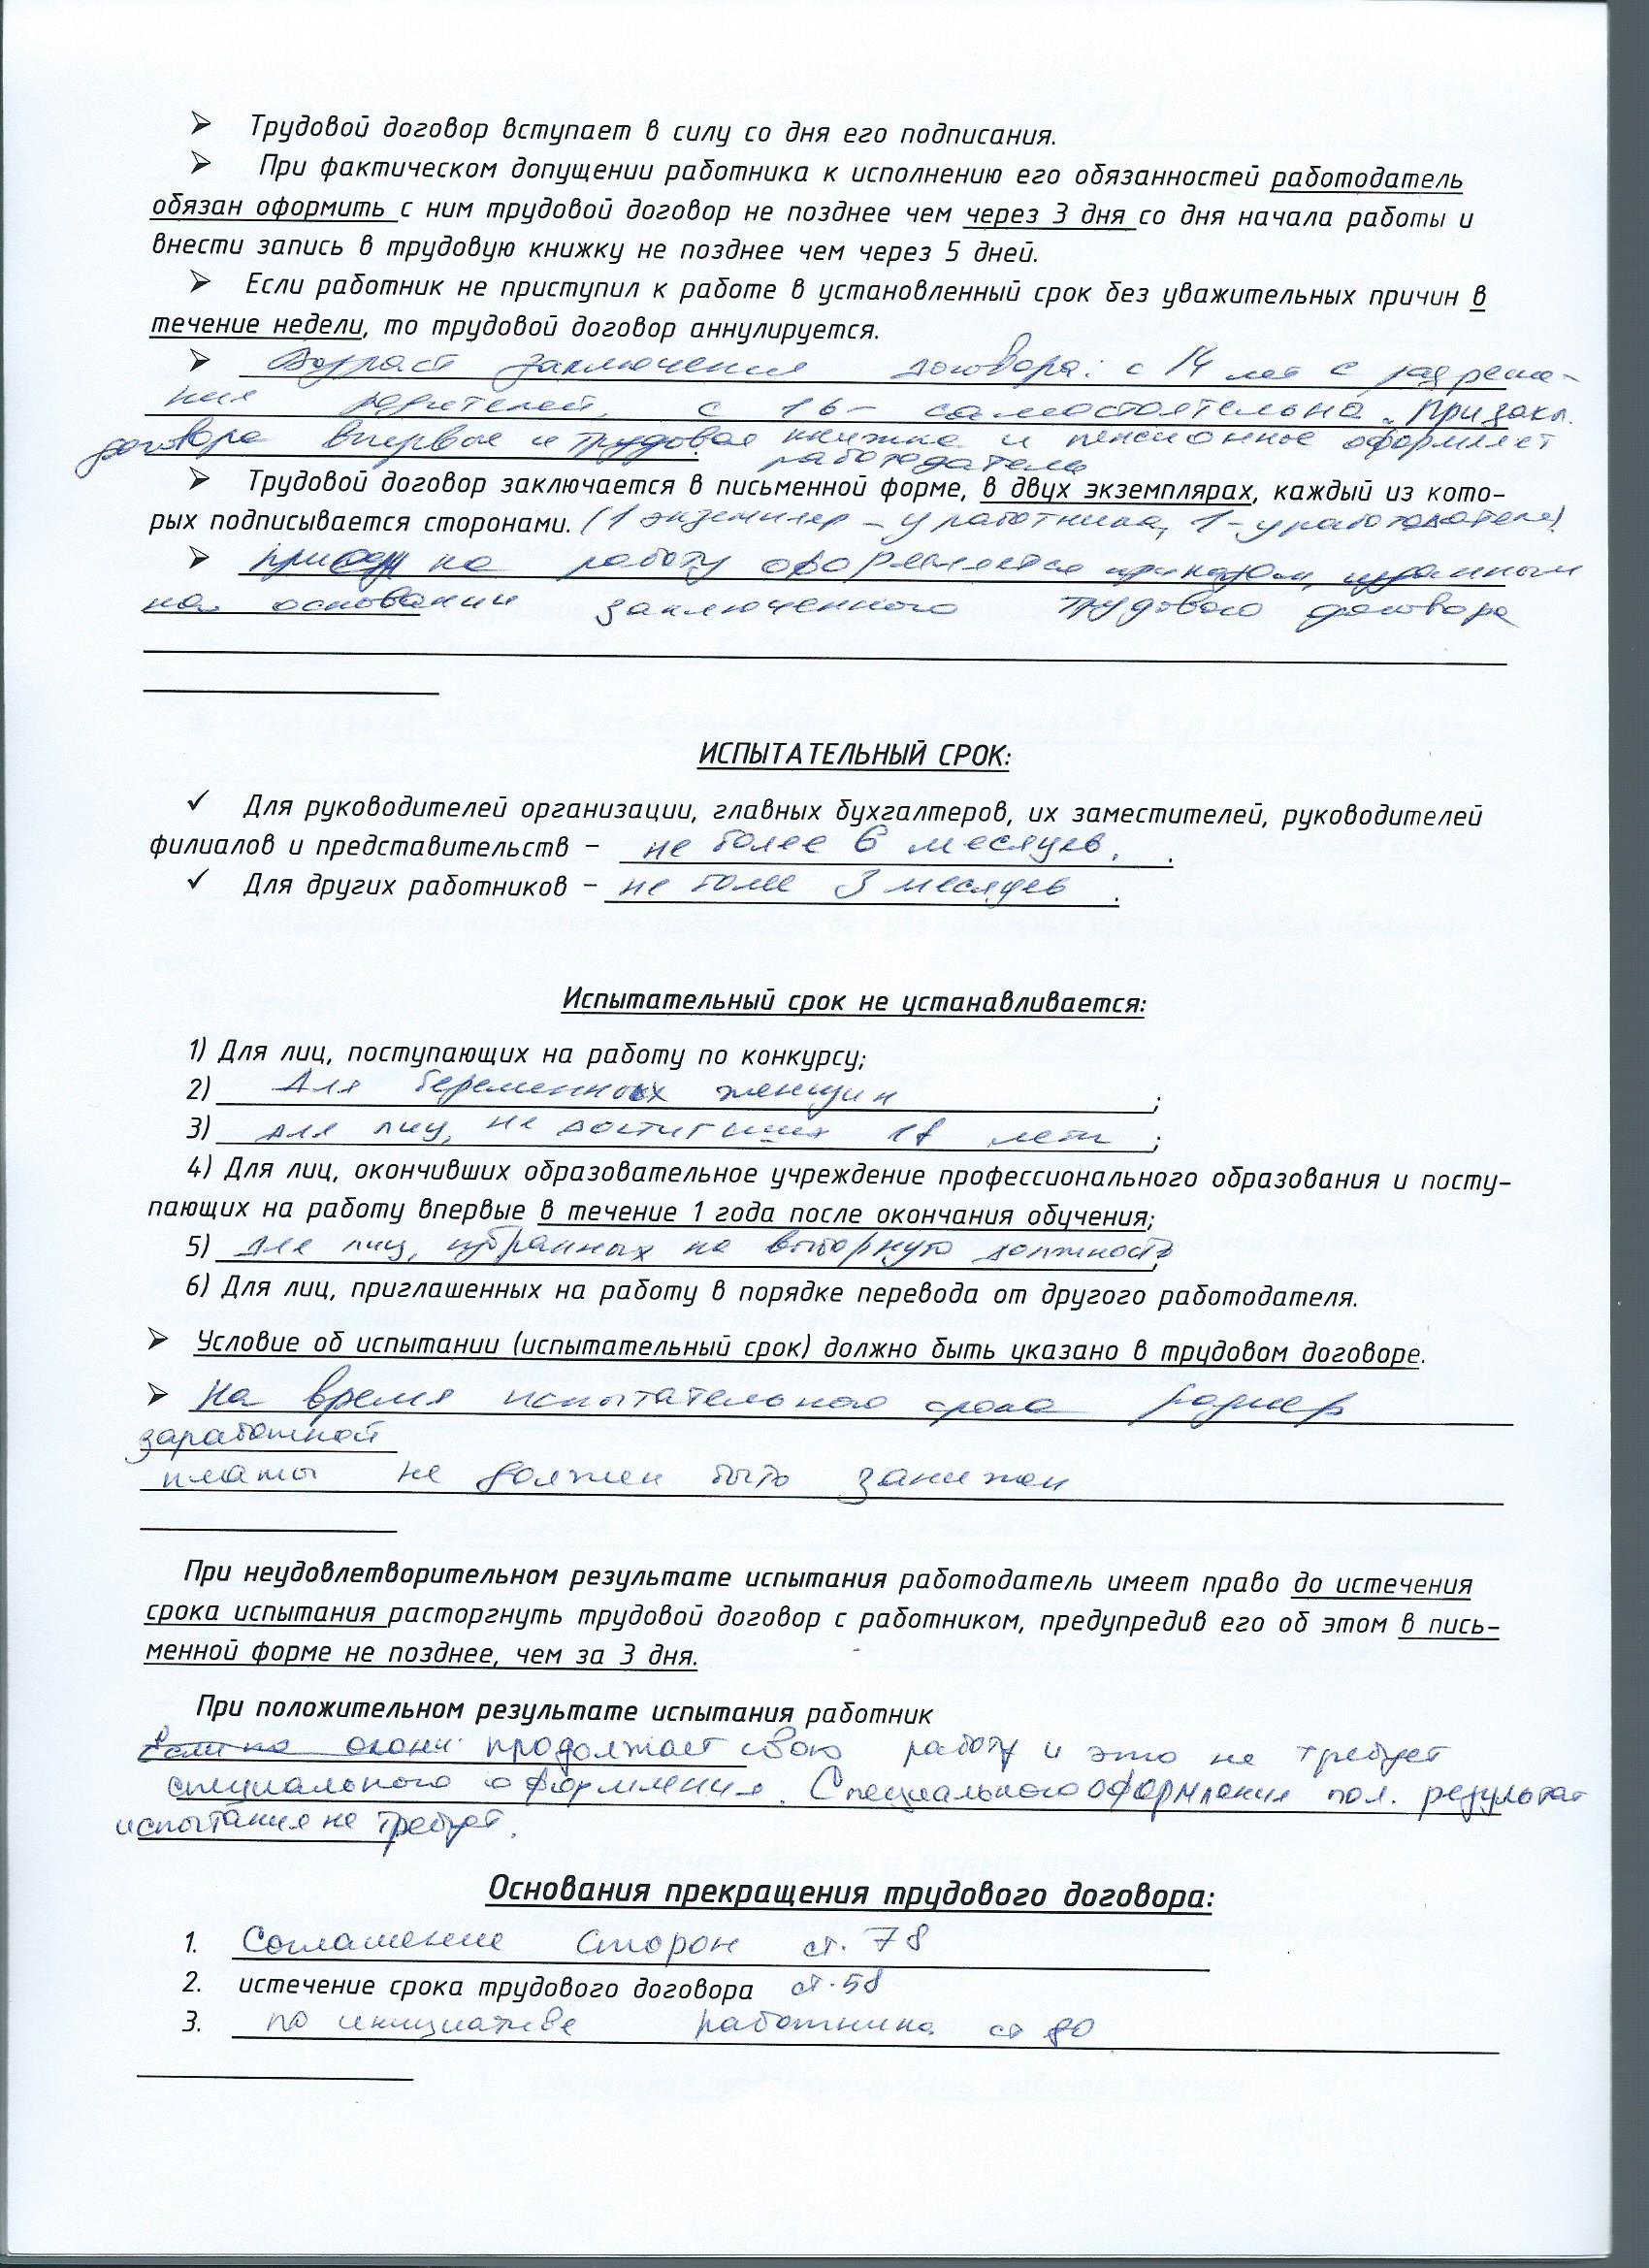 ➢ Трудовой договор вступает в силу со дня его подписания.
➢ При фактическом допущении работника к исполнению его обязанностей работодатель
обязан оформить с ним трудовой договор не позднее чем через 3 дня со дня начала работы и
внести запись в трудовую книжку не позднее чем через 5 дней.
➢ Если работник не приступил к работе в установленный срок без уважительных причин в
течение недели, то трудовой договор аннулируется.
➢ Возраст заключения договора: с 14 лет с разреше-
ния родителей, с 16 - самостоятельно. При закл.
договора впервые и трудовая книжка и пенсионное оформляет
работодатель
➢ Трудовой договор заключается в письменной форме, в двух экземплярах, каждый из кото-
рых подписывается сторонами. (1 экземпляр - у работника, 1 - у работодателя)
➢ прием на работу оформляется приказом, изданным
на основании заключенного трудового договора
ИСПЫТАТЕЛЬНЫЙ СРОК:
✓ Для руководителей организации, главных бухгалтеров, их заместителей, руководителей
филиалов и представительств – не более 6 месяцев.
✓ Для других работников – не более 3 месяцев.
Испытательный срок не устанавливается:
1) Для лиц, поступающих на работу по конкурсу;
2) Для беременных женщин;
3) для лиц, не достигших 18 лет;
4) Для лиц, окончивших образовательное учреждение профессионального образования и посту-
пающих на работу впервые в течение 1 года после окончания обучения;
5) для лиц, избранных на выборную должность;
6) Для лиц, приглашенных на работу в порядке перевода от другого работодателя.
➢ Условие об испытании (испытательный срок) должно быть указано в трудовом договоре.
➢ На время испытательного срока размер
заработной
платы не должен быть занижен
При неудовлетворительном результате испытания работодатель имеет право до истечения
срока испытания расторгнуть трудовой договор с работником, предупредив его об этом в пись-
менной форме не позднее, чем за 3 дня.
При положительном результате испытания работник
продолжает свою работу и это не требует
специального оформления. Специального оформления пол. результат
испытания не требует.
Основания прекращения трудового договора:
1. Соглашение сторон ст. 78
2. истечение срока трудового договора ст. 58
3. по инициативе работника ст 80